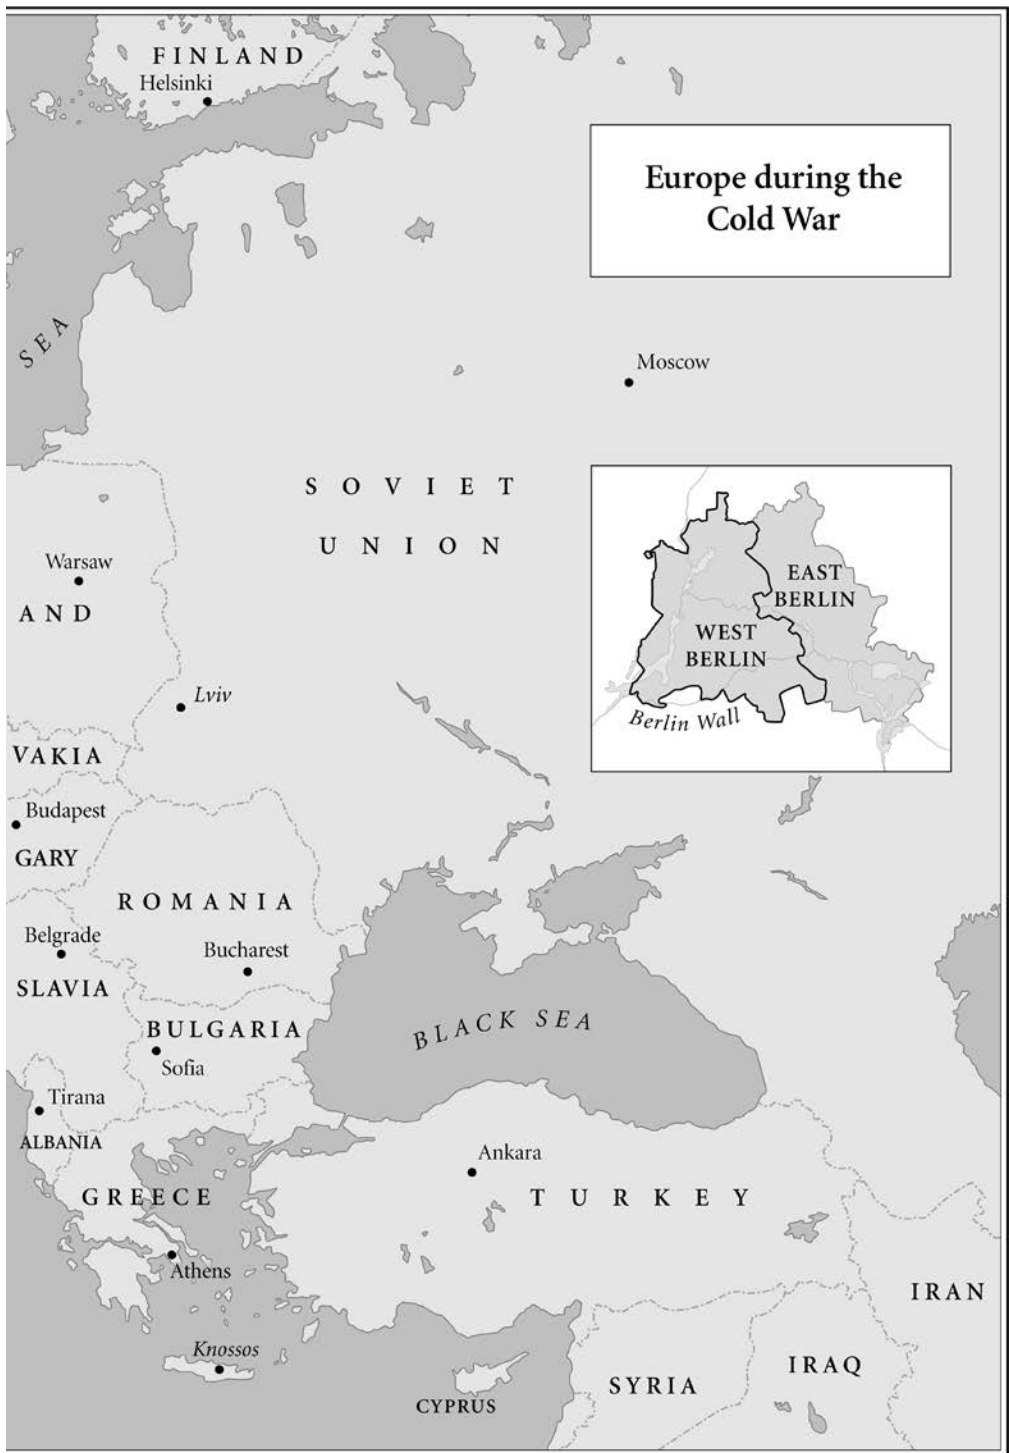 FINLAND
Helsinki
Europe during the
Cold War
SEA
Moscow
SOVIET
UNION
EAST
BERLIN
WEST
BERLIN
Berlin Wall
Warsaw
AND
Lviv
VAKIA
Budapest
GARY
ROMANIA
Belgrade
Bucharest
SLAVIA
BLACK SEA
BULGARIA
Sofia
Tirana
ALBANIA
Ankara
GREECE
TURKEY
Athens
IRAN
Knossos
IRAQ
SYRIA
CYPRUS